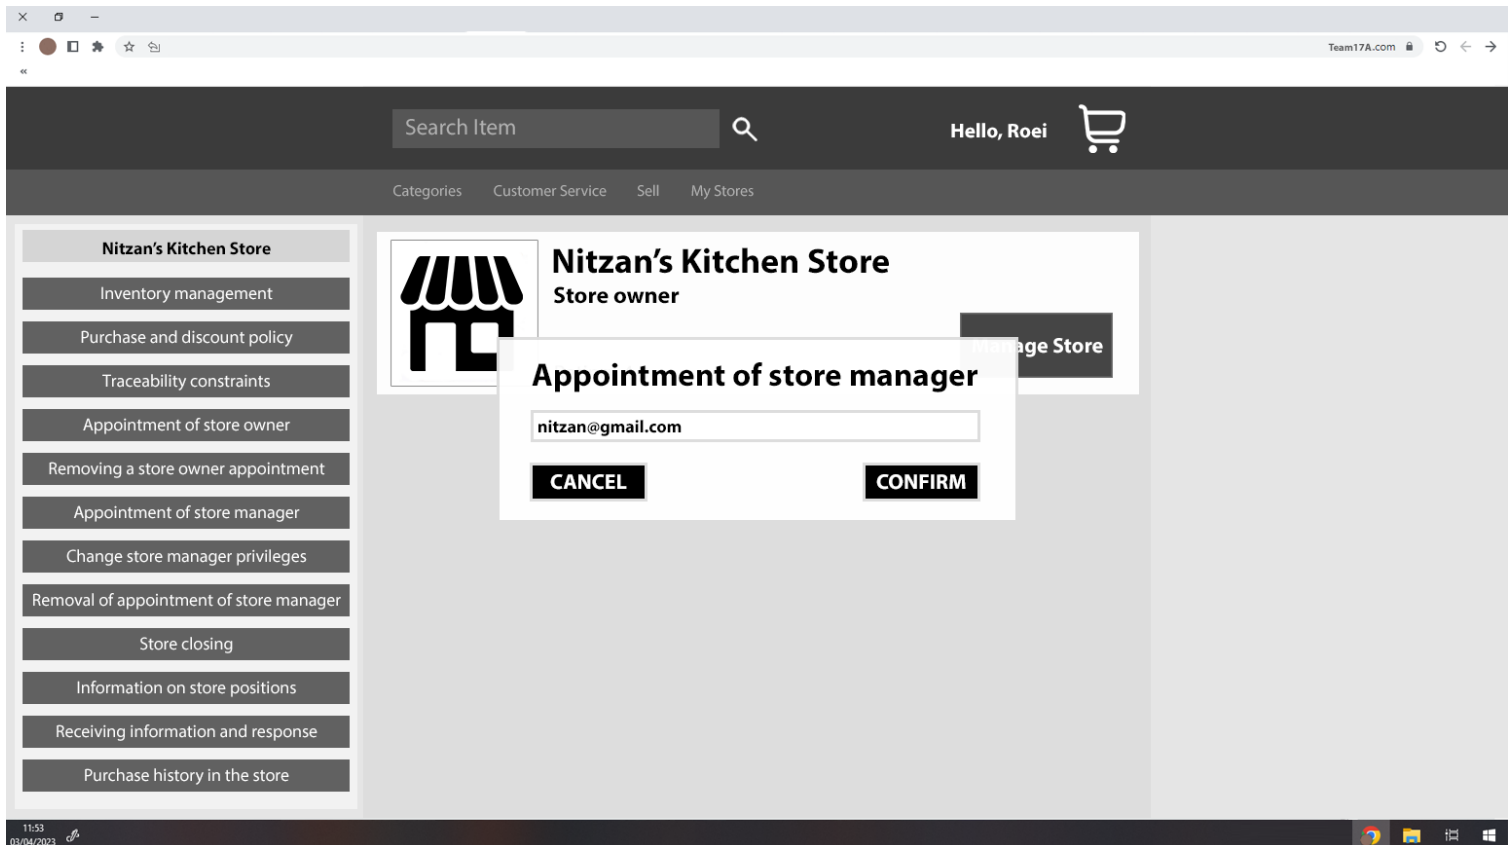 Team17A.com
Search Item
Hello, Roei
Categories Customer Service Sell My Stores
Nitzan’s Kitchen Store
Inventory management
Purchase and discount policy
Traceability constraints
Appointment of store owner
Removing a store owner appointment
Appointment of store manager
Change store manager privileges
Removal of appointment of store manager
Store closing
Information on store positions
Receiving information and response
Purchase history in the store
Nitzan’s Kitchen Store
Store owner
Manage Store
Appointment of store manager
nitzan@gmail.com
CANCEL CONFIRM
11:53
03/04/2023